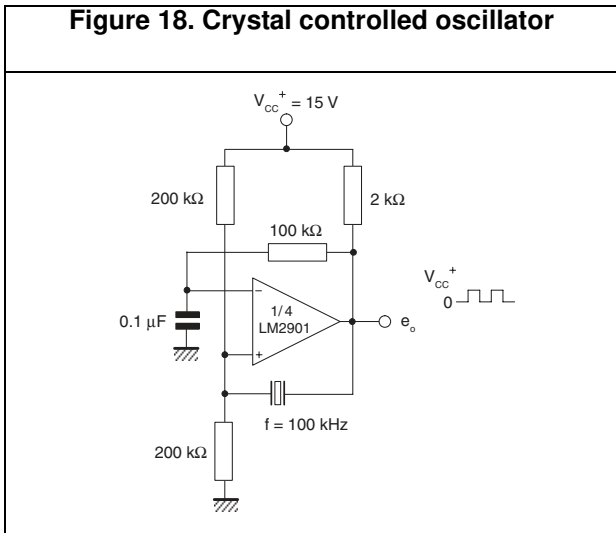 Figure 18. Crystal controlled oscillator
V_CC^+ = 15 V
200 kΩ
2 kΩ
100 kΩ
V_CC^+
0
−
1/4
LM2901
e_o
0.1 µF
+
f = 100 kHz
200 kΩ